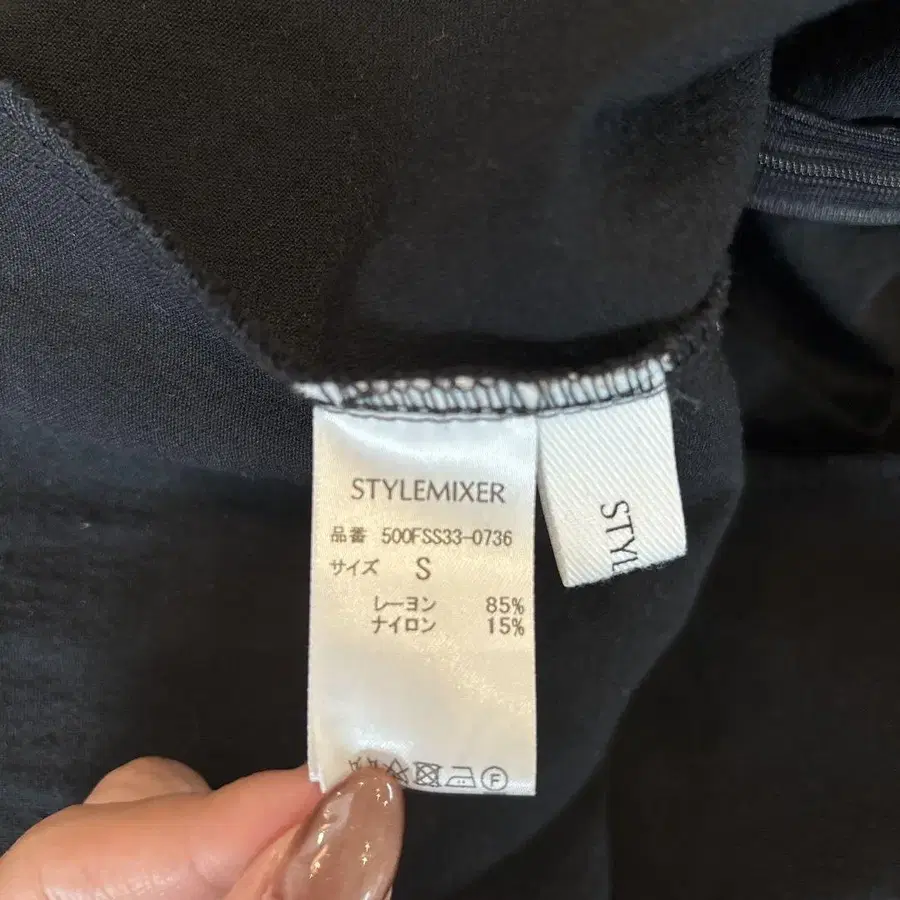 STYLEMIXER
品番 500FSS33-0736
サイズ S
レーヨン 85%
ナイロン 15%
F
STYL